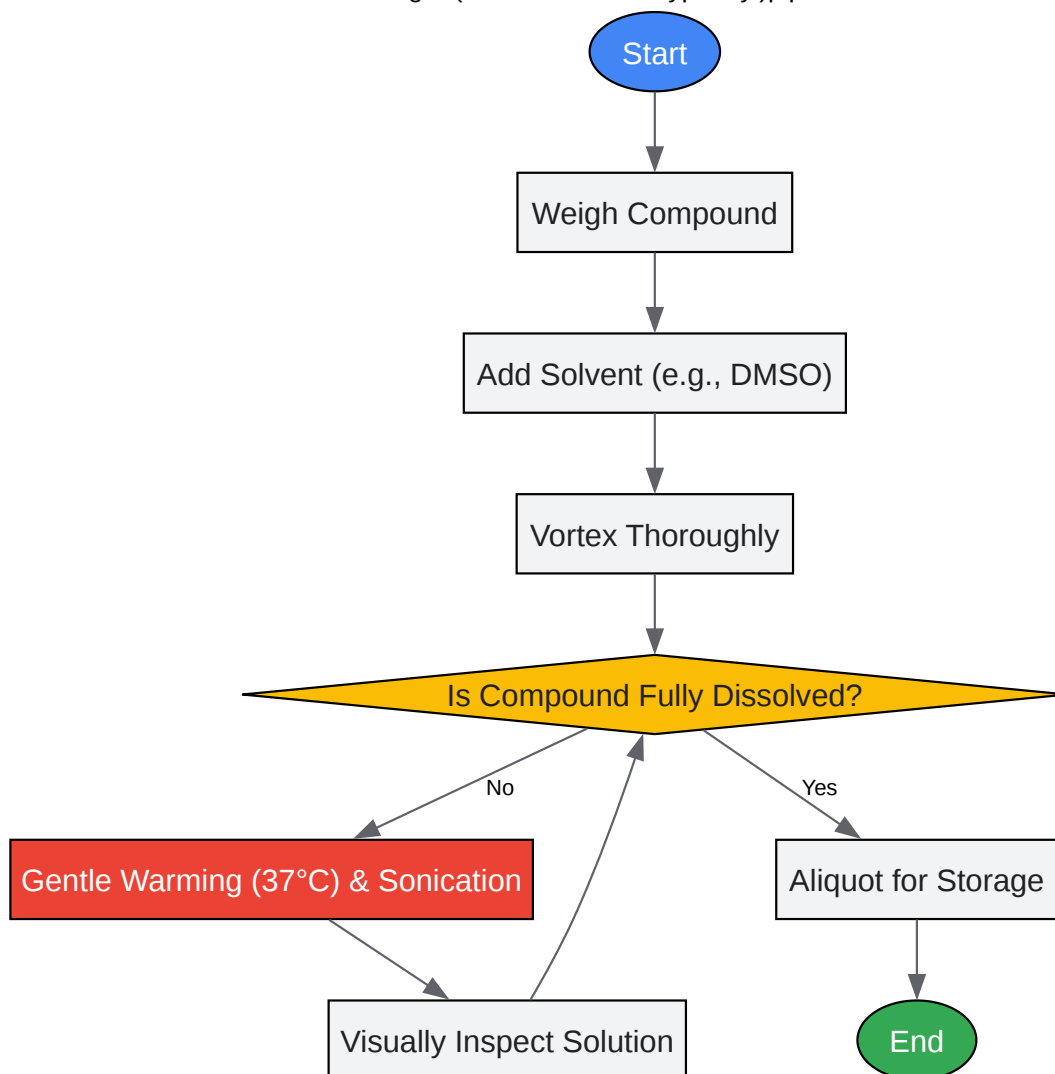 Start
Weigh Compound
Add Solvent (e.g., DMSO)
Vortex Thoroughly
Is Compound Fully Dissolved?
No
Yes
Gentle Warming (37°C) & Sonication
Aliquot for Storage
Visually Inspect Solution
End